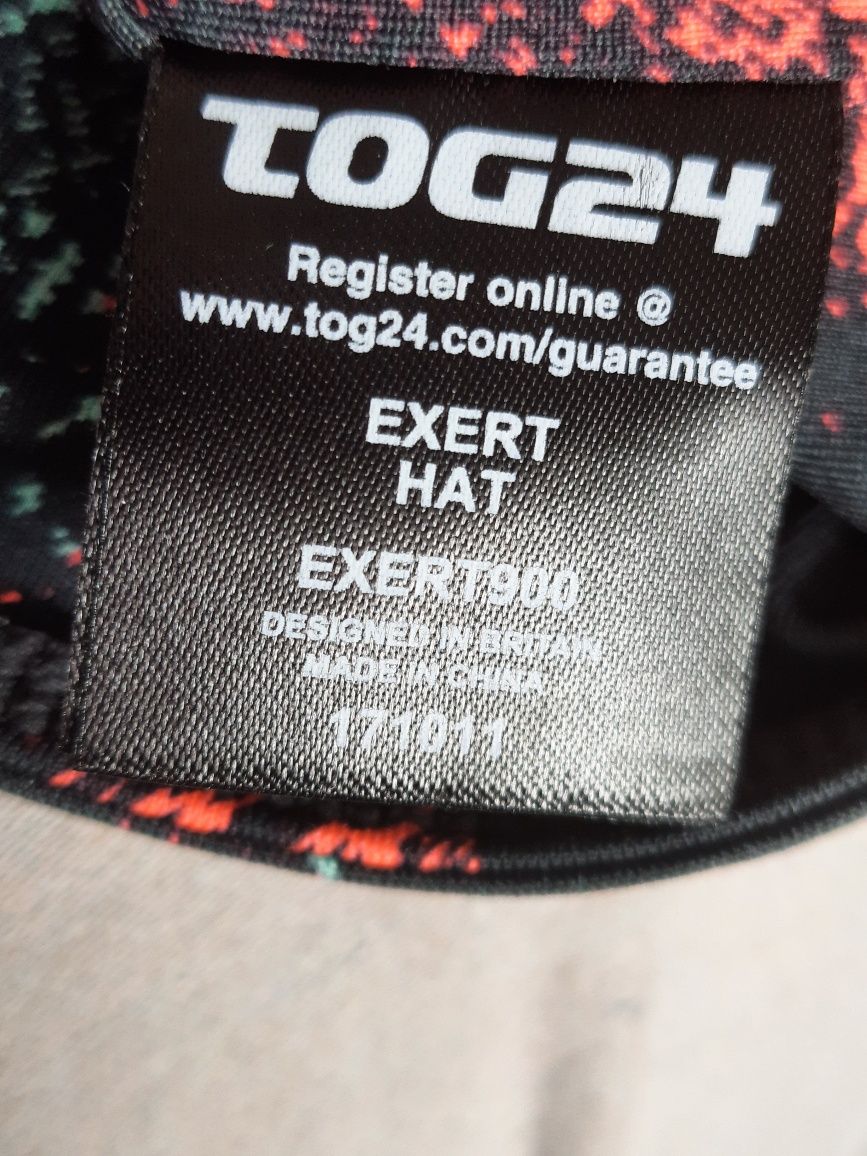 TOG24
Register online @
www.tog24.com/guarantee
EXERT
HAT
EXERT900
DESIGNED IN BRITAIN
MADE IN CHINA
171011